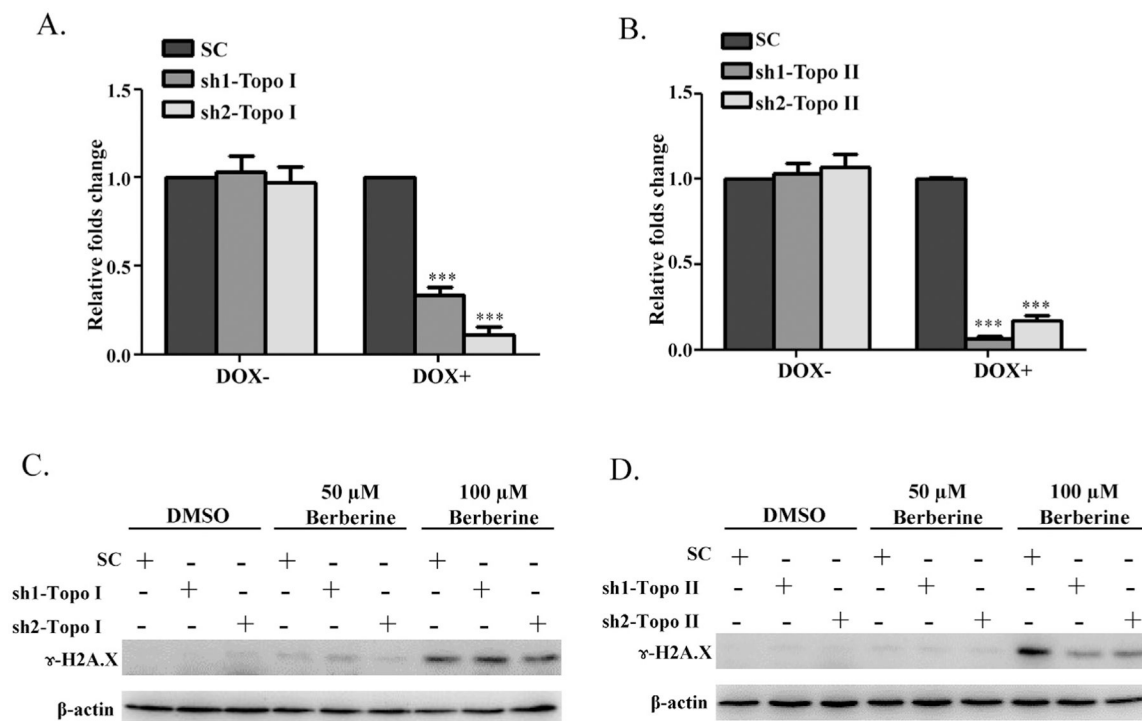 A.
SC
sh1-Topo I
sh2-Topo I
Relative folds change
1.5
1.0
0.5
0.0
***
***
DOX-
DOX+
B.
SC
sh1-Topo II
sh2-Topo II
Relative folds change
1.5
1.0
0.5
0.0
***
***
DOX-
DOX+
C.
50 µM
100 µM
DMSO
Berberine
Berberine
SC + - - + - - + - -
sh1-Topo I - + - - + - - + -
sh2-Topo I - - + - - + - - +
ɤ-H2A.X
β-actin
D.
50 µM
100 µM
DMSO
Berberine
Berberine
SC + - - + - - + - -
sh1-Topo II - + - - + - - + -
sh2-Topo II - - + - - + - - +
ɤ-H2A.X
β-actin